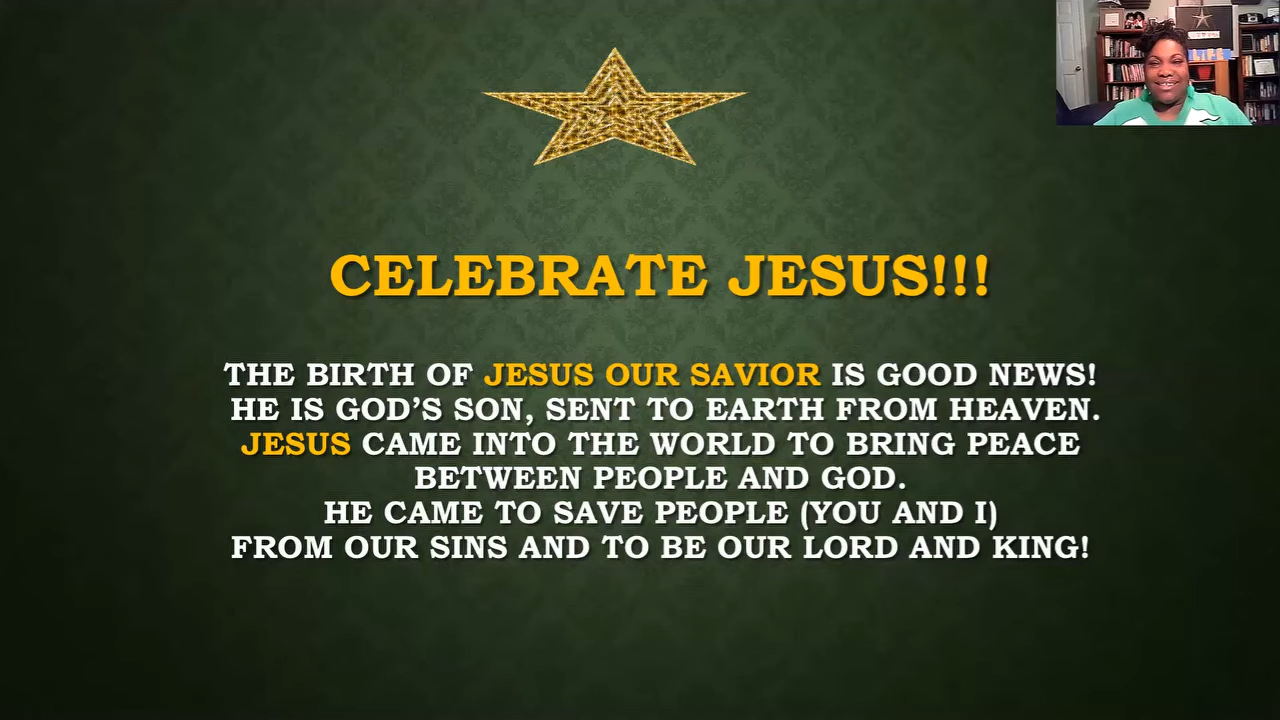 CELEBRATE JESUS!!!
THE BIRTH OF JESUS OUR SAVIOR IS GOOD NEWS!
HE IS GOD’S SON, SENT TO EARTH FROM HEAVEN.
JESUS CAME INTO THE WORLD TO BRING PEACE
BETWEEN PEOPLE AND GOD.
HE CAME TO SAVE PEOPLE (YOU AND I)
FROM OUR SINS AND TO BE OUR LORD AND KING!